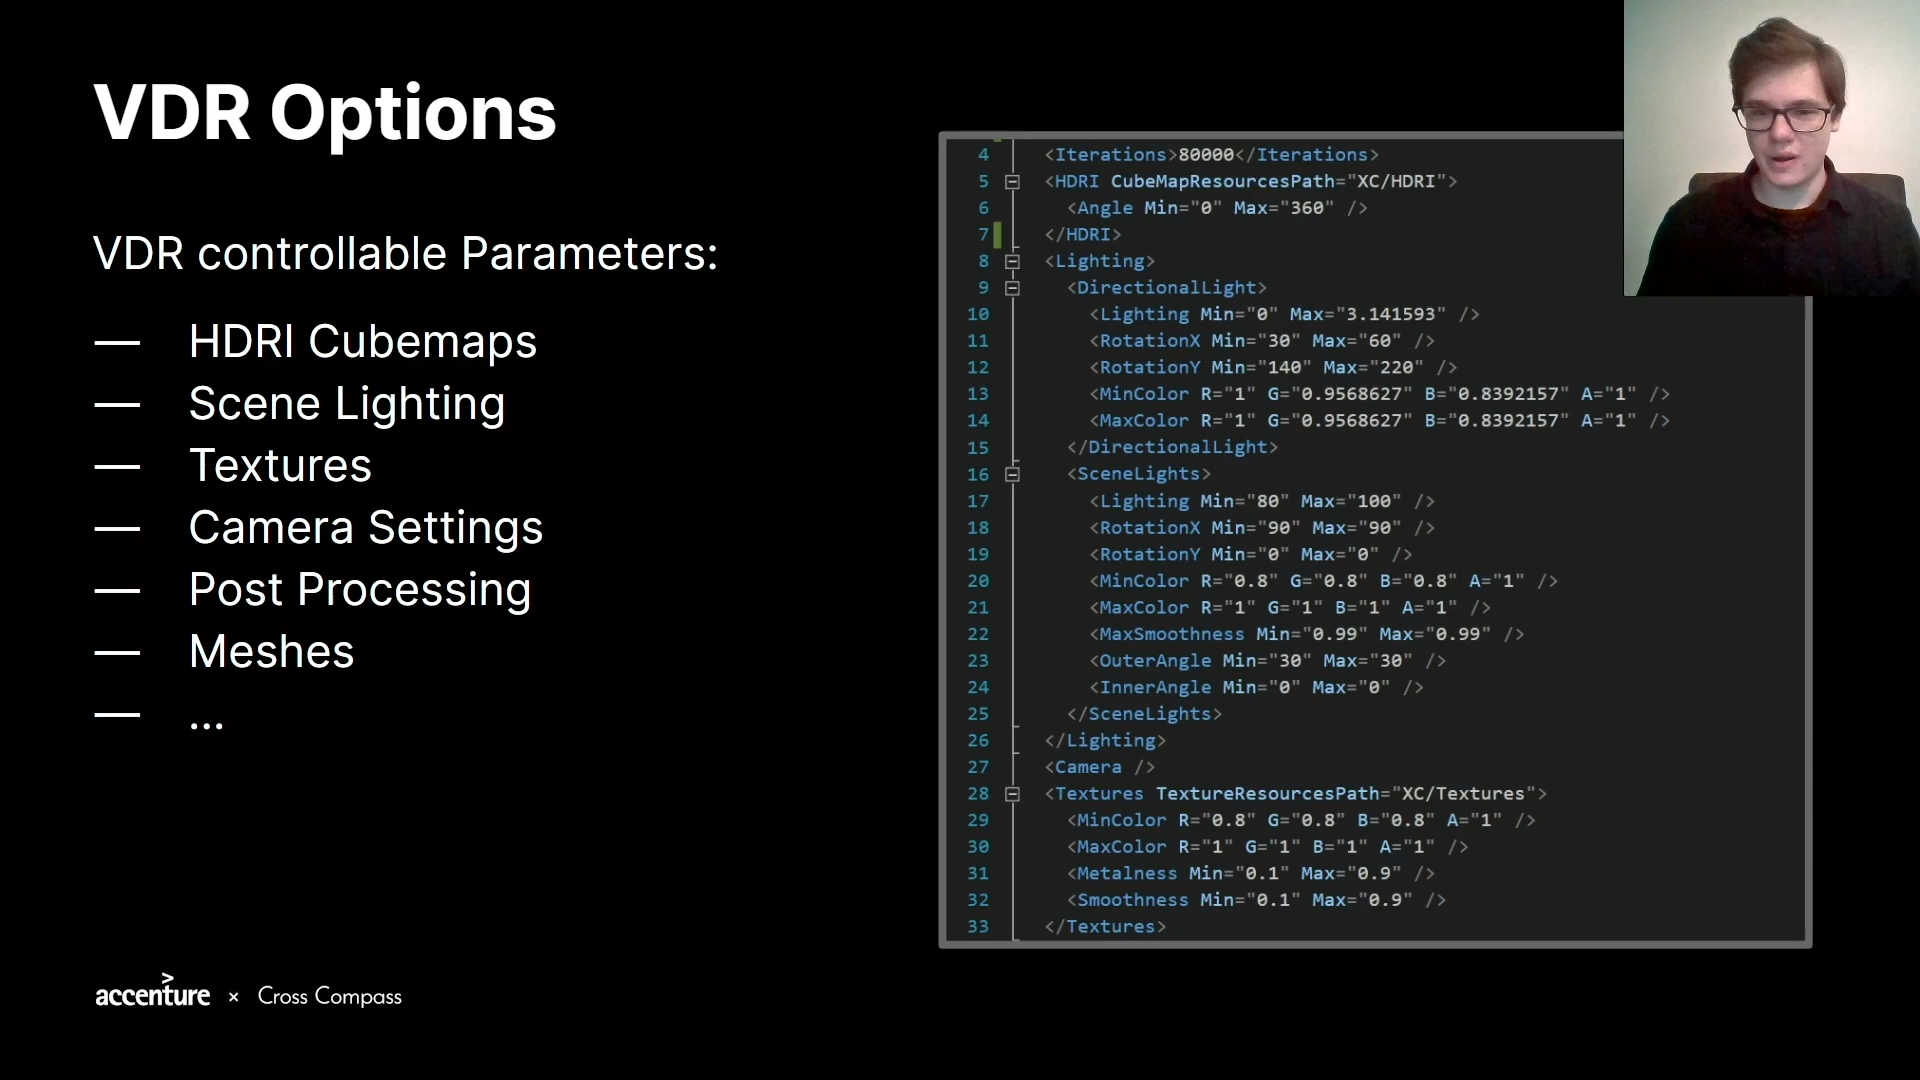 VDR Options
VDR controllable Parameters:
— HDRI Cubemaps
— Scene Lighting
— Textures
— Camera Settings
— Post Processing
— Meshes
— ...
4 <Iterations>80000</Iterations>
5 <HDRI CubeMapResourcesPath="XC/HDRI">
6 <Angle Min="0" Max="360" />
7 </HDRI>
8 <Lighting>
9 <DirectionalLight>
10 <Lighting Min="0" Max="3.141593" />
11 <RotationX Min="30" Max="60" />
12 <RotationY Min="140" Max="220" />
13 <MinColor R="1" G="0.9568627" B="0.8392157" A="1" />
14 <MaxColor R="1" G="0.9568627" B="0.8392157" A="1" />
15 </DirectionalLight>
16 <SceneLights>
17 <Lighting Min="80" Max="100" />
18 <RotationX Min="90" Max="90" />
19 <RotationY Min="0" Max="0" />
20 <MinColor R="0.8" G="0.8" B="0.8" A="1" />
21 <MaxColor R="1" G="1" B="1" A="1" />
22 <MaxSmoothness Min="0.99" Max="0.99" />
23 <OuterAngle Min="30" Max="30" />
24 <InnerAngle Min="0" Max="0" />
25 </SceneLights>
26 </Lighting>
27 <Camera />
28 <Textures TextureResourcesPath="XC/Textures">
29 <MinColor R="0.8" G="0.8" B="0.8" A="1" />
30 <MaxColor R="1" G="1" B="1" A="1" />
31 <Metalness Min="0.1" Max="0.9" />
32 <Smoothness Min="0.1" Max="0.9" />
33 </Textures>
accenture × Cross Compass